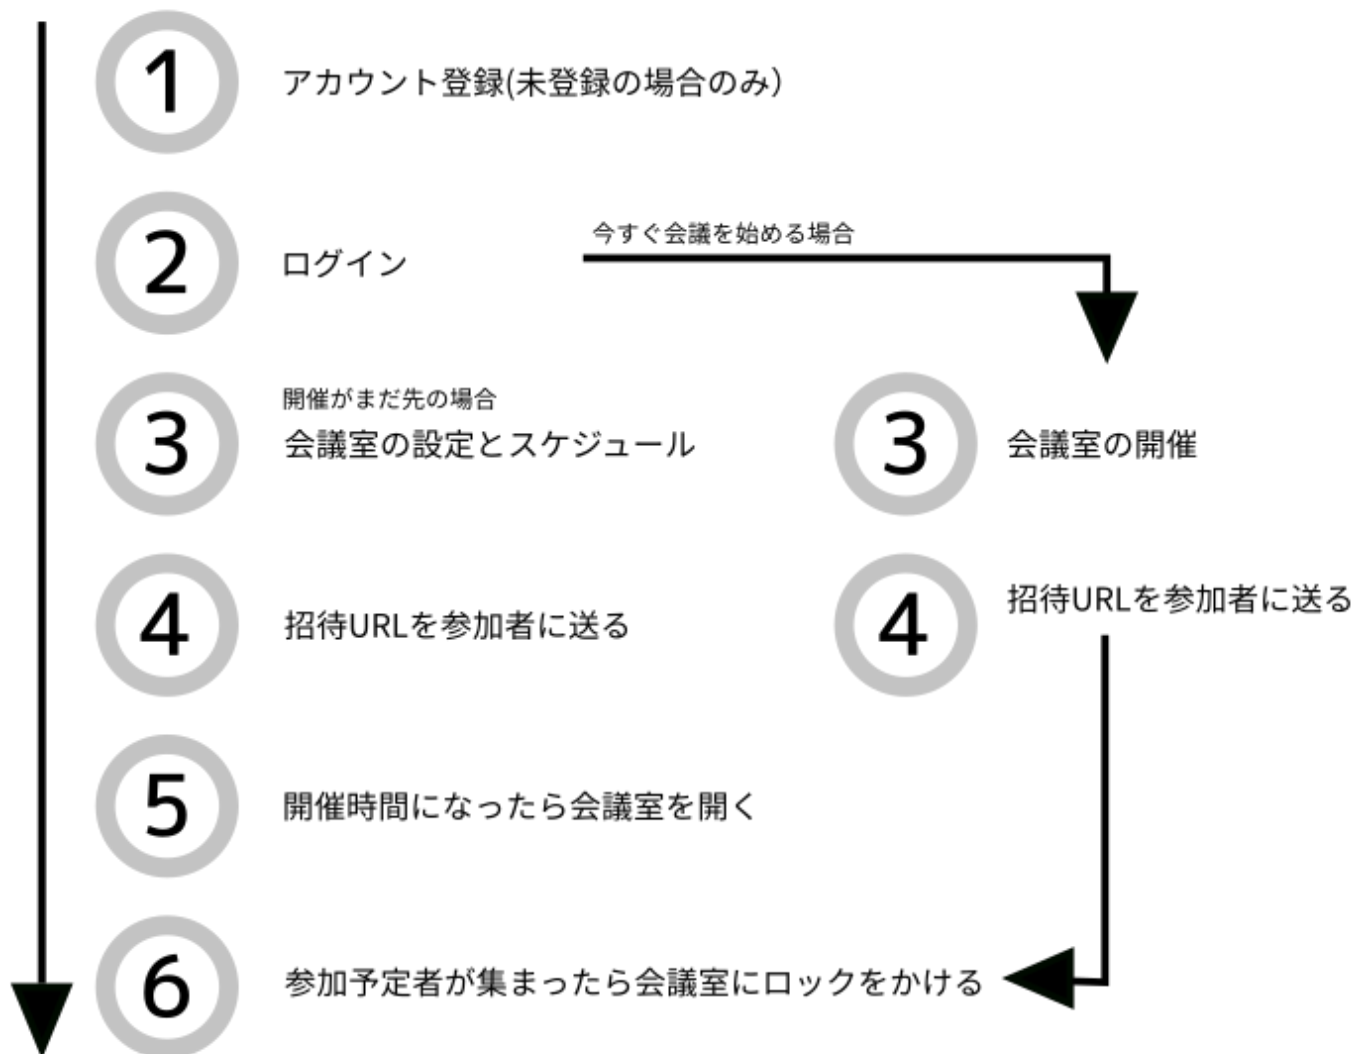 1
アカウント登録(未登録の場合のみ）
2
ログイン
今すぐ会議を始める場合
3
開催がまだ先の場合
会議室の設定とスケジュール
3
会議室の開催
4
招待URLを参加者に送る
4
招待URLを参加者に送る
5
開催時間になったら会議室を開く
6
参加予定者が集まったら会議室にロックをかける